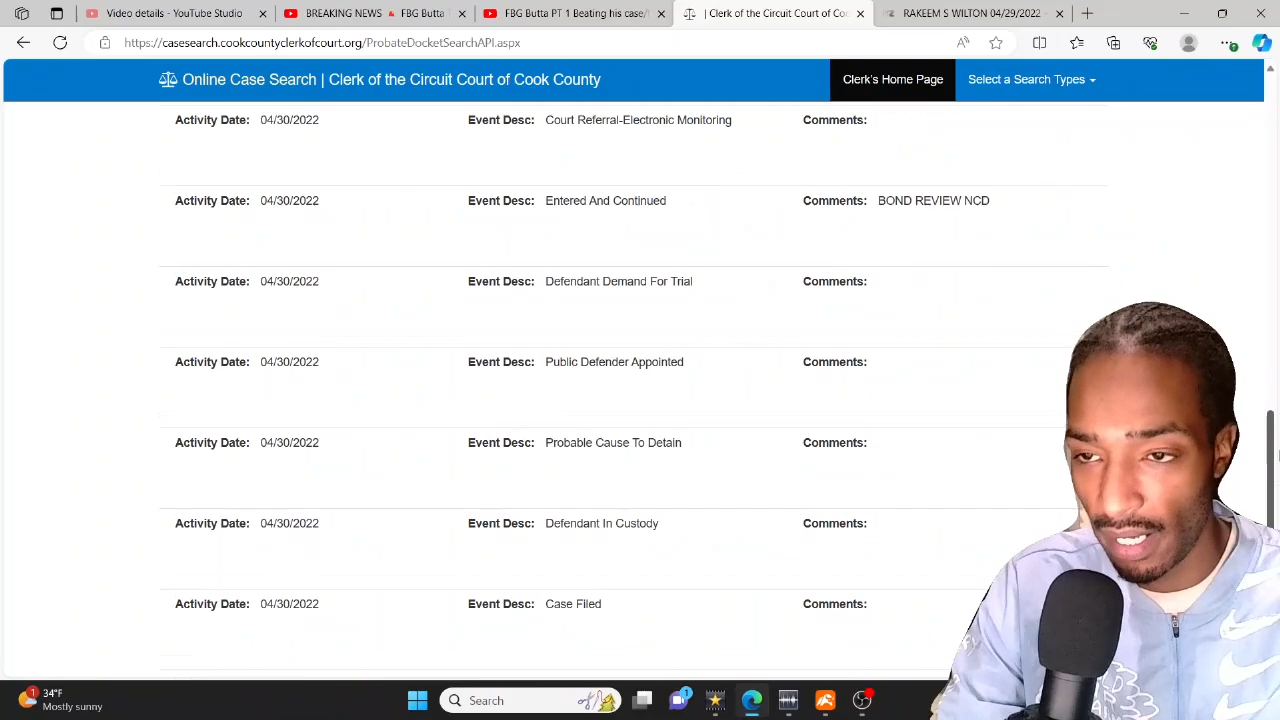 Video details - YouTube Studio
BREAKING NEWS FBG Butta
FBG Butta PT 1 Beating his case/
| Clerk of the Circuit Court of Coo
RAKEEM S WILTON 04/29/2022 -
https://casesearch.cookcountyclerkofcourt.org/ProbateDocketSearchAPI.aspx
Online Case Search | Clerk of the Circuit Court of Cook County
Clerk's Home Page
Select a Search Types
Activity Date: 04/30/2022 Event Desc: Court Referral-Electronic Monitoring Comments:
Activity Date: 04/30/2022 Event Desc: Entered And Continued Comments: BOND REVIEW NCD
Activity Date: 04/30/2022 Event Desc: Defendant Demand For Trial Comments:
Activity Date: 04/30/2022 Event Desc: Public Defender Appointed Comments:
Activity Date: 04/30/2022 Event Desc: Probable Cause To Detain Comments:
Activity Date: 04/30/2022 Event Desc: Defendant In Custody Comments:
Activity Date: 04/30/2022 Event Desc: Case Filed Comments:
1
34°F
Mostly sunny
Search
1